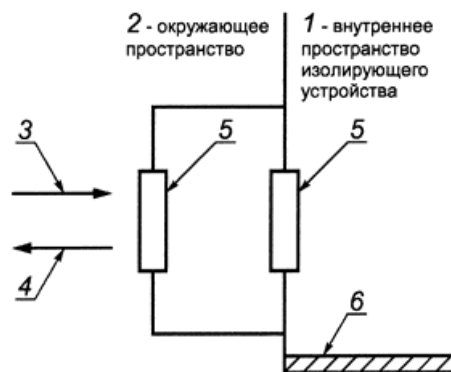 2 - окружающее
пространство
1 - внутреннее
пространство
изолирующего
устройства
3
4
5
5
6